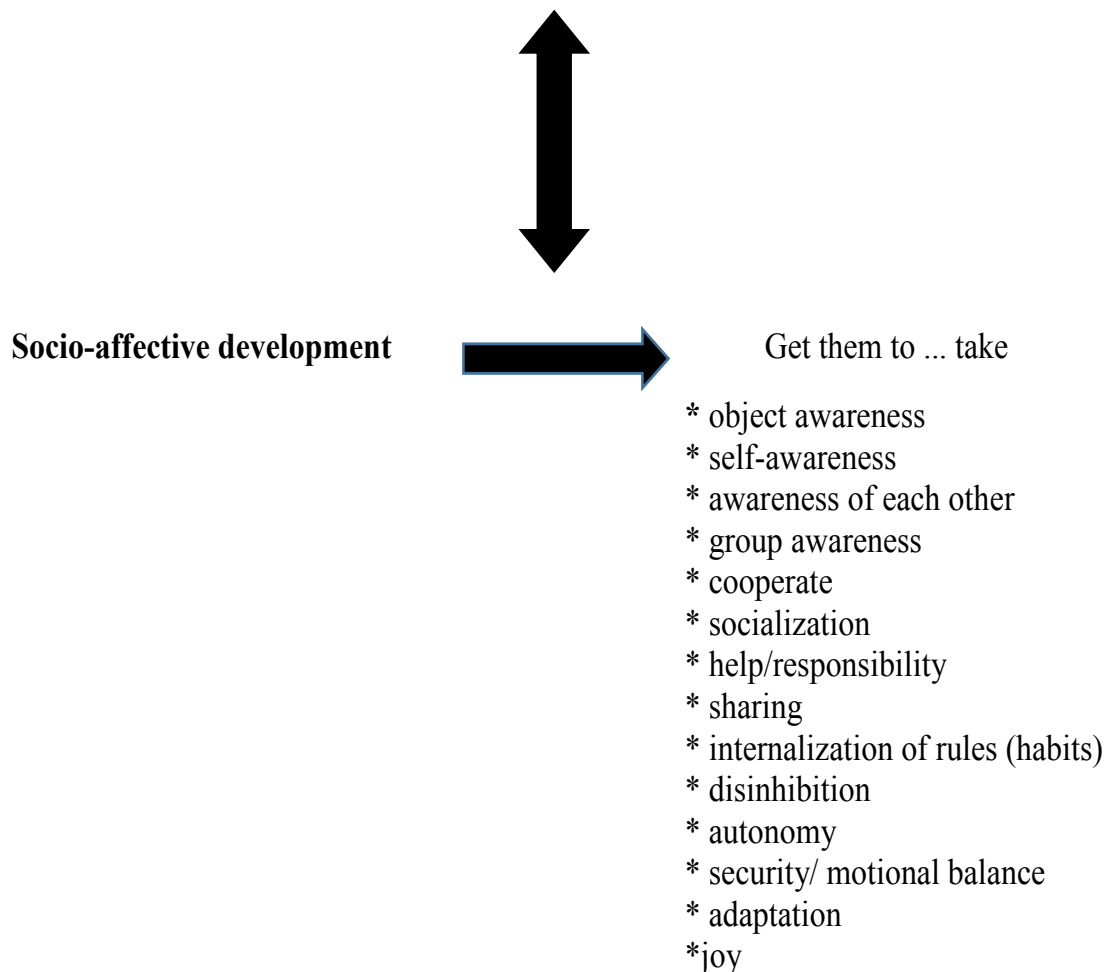 Socio-affective development
Get them to ... take
* object awareness
* self-awareness
* awareness of each other
* group awareness
* cooperate
* socialization
* help/responsibility
* sharing
* internalization of rules (habits)
* disinhibition
* autonomy
* security/ motional balance
* adaptation
*joy